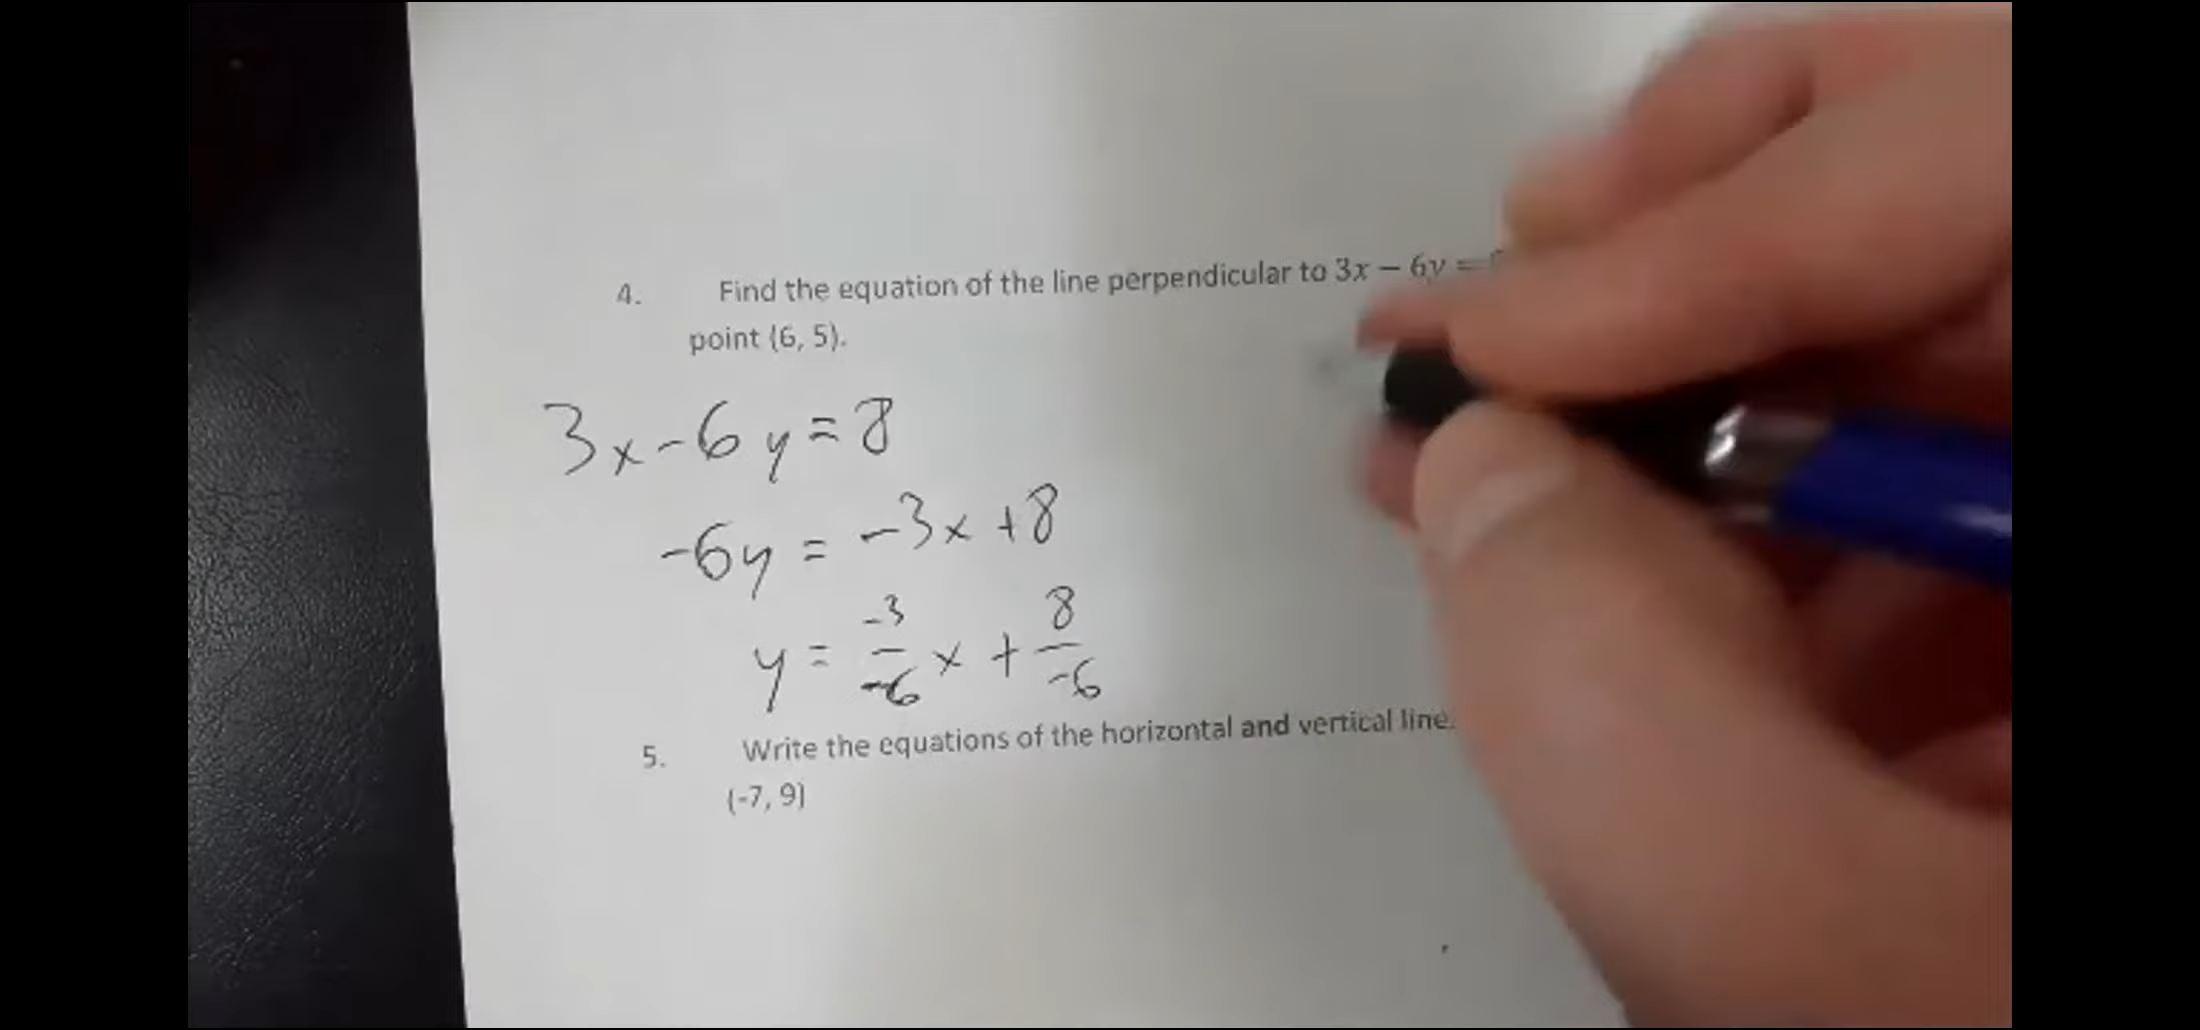 4. Find the equation of the line perpendicular to 3x − 6y =
point (6, 5).
3x - 6y = 8
-6y = -3x + 8
y = -3/-6 x + 8/-6
5. Write the equations of the horizontal and vertical line
(-7, 9)